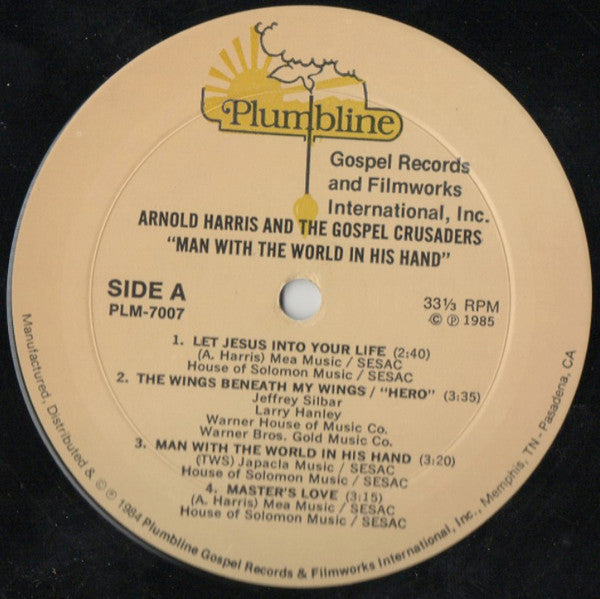 Plumbline
Gospel Records
and Filmworks
International, Inc.
ARNOLD HARRIS AND THE GOSPEL CRUSADERS
"MAN WITH THE WORLD IN HIS HAND"
SIDE A
PLM-7007
33⅓ RPM
© ℗ 1985
1. LET JESUS INTO YOUR LIFE (2:40)
(A. Harris) Mea Music / SESAC
House of Solomon Music / SESAC
2. THE WINGS BENEATH MY WINGS / "HERO" (3:35)
Jeffrey Silbar
Larry Hanley
Warner House of Music Co.
Warner Bros. Gold Music Co.
3. MAN WITH THE WORLD IN HIS HAND (3:20)
(TWS) Japacla Music / SESAC
House of Solomon Music / SESAC
4. MASTER'S LOVE (3:15)
(A. Harris) Mea Music / SESAC
House of Solomon Music / SESAC
Manufactured, Distributed & © ℗ 1984 Plumbline Gospel Records & Filmworks International, Inc., Memphis, TN - Pasadena, CA